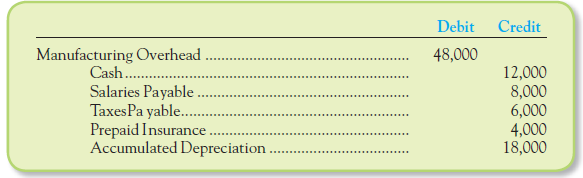 Debit Credit
Manufacturing Overhead .......................................................... 48,000
Cash................................................................................. 12,000
Salaries Payable ............................................................ 8,000
TaxesPa yable................................................................ 6,000
Prepaid Insurance ......................................................... 4,000
Accumulated Depreciation ........................................ 18,000